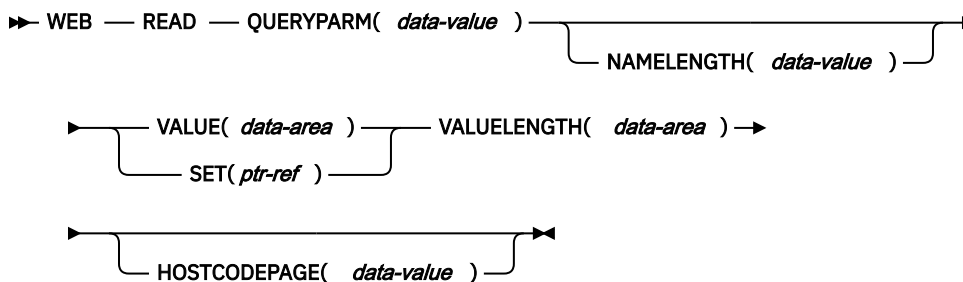 WEB READ QUERYPARM( data-value )
NAMELENGTH( data-value )
VALUE( data-area ) VALUELENGTH( data-area )
SET( ptr-ref )
HOSTCODEPAGE( data-value )